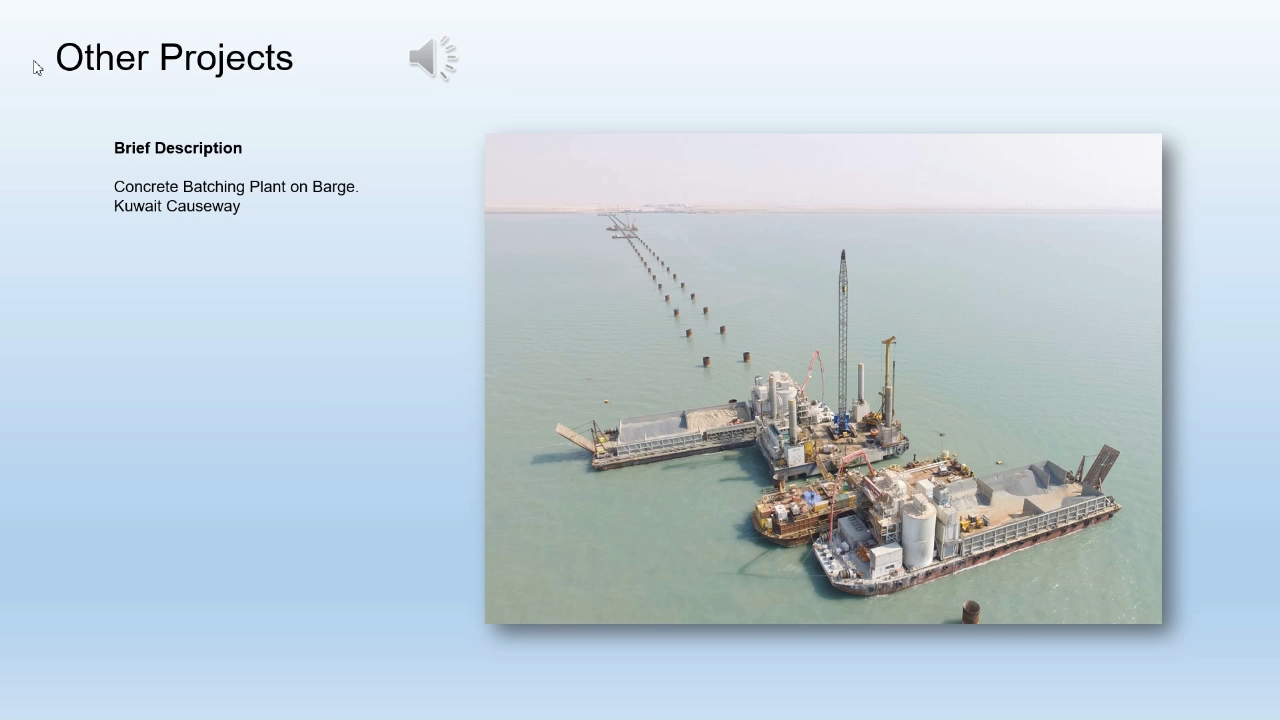 Other Projects
Brief Description
Concrete Batching Plant on Barge.
Kuwait Causeway